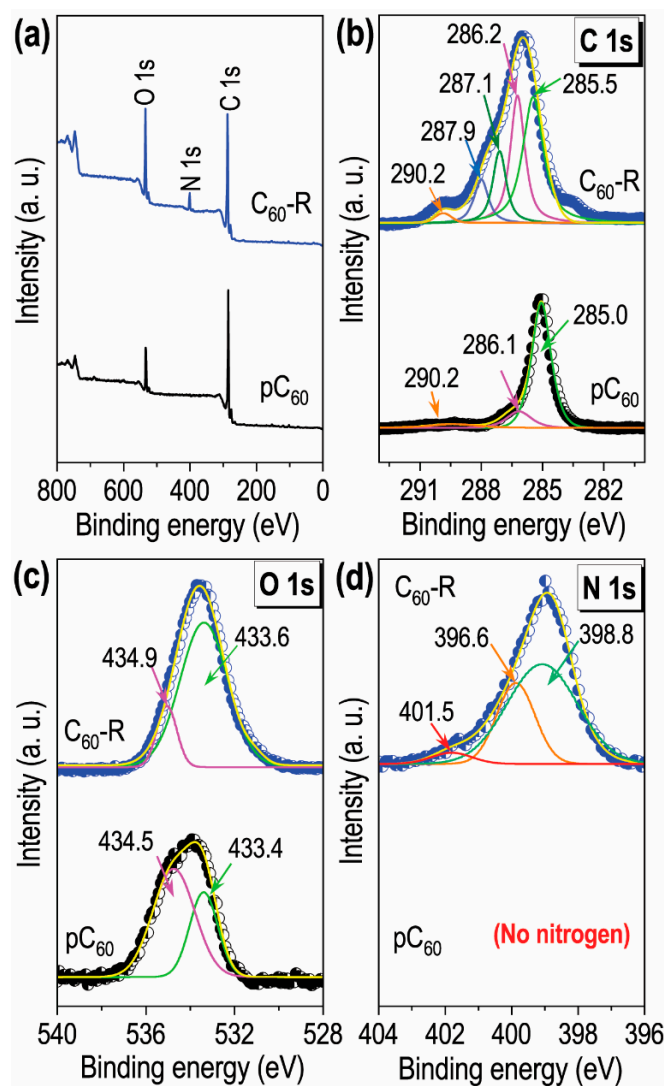 (a)
O 1s
N 1s
C 1s
C60-R
pC60
Intensity (a. u.)
800 600 400 200 0
Binding energy (eV)
(b)
C 1s
286.2
287.1
285.5
287.9
290.2
C60-R
285.0
286.1
290.2
pC60
Intensity (a. u.)
291 288 285 282
Binding energy (eV)
(c)
O 1s
433.6
434.9
C60-R
434.5
433.4
pC60
Intensity (a. u.)
540 536 532 528
Binding energy (eV)
(d)
N 1s
C60-R
396.6
398.8
401.5
(No nitrogen)
pC60
Intensity (a. u.)
404 402 400 398 396
Binding energy (eV)